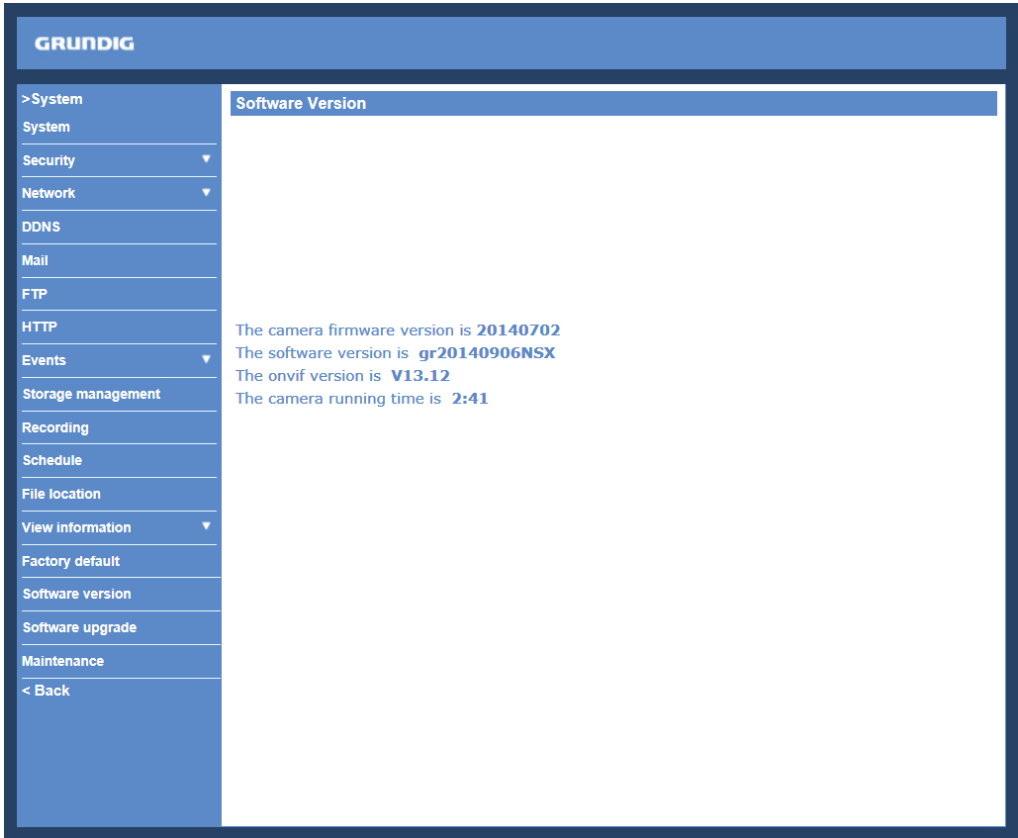 GRUNDIG
>System
System
Security
Network
DDNS
Mail
FTP
HTTP
Events
Storage management
Recording
Schedule
File location
View information
Factory default
Software version
Software upgrade
Maintenance
< Back
Software Version
The camera firmware version is 20140702
The software version is gr20140906NSX
The onvif version is V13.12
The camera running time is 2:41